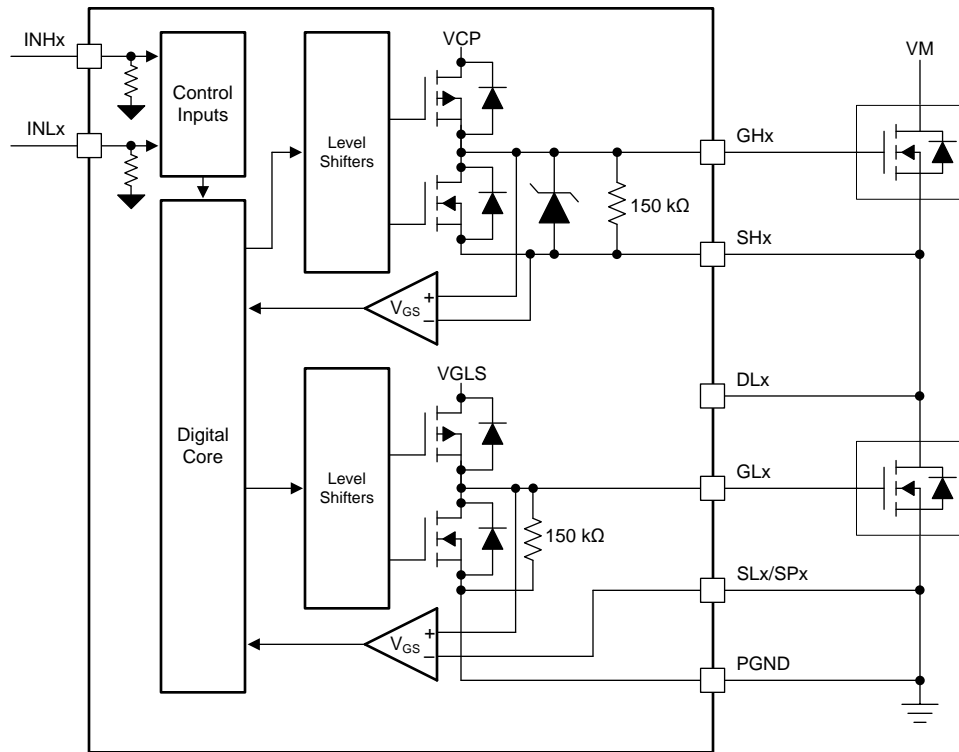 INHx
INLx
Control
Inputs
Digital
Core
Level
Shifters
VCP
GHx
150 kΩ
SHx
VGS
+
−
VM
DLx
VGLS
Level
Shifters
GLx
150 kΩ
SLx/SPx
VGS
+
−
PGND